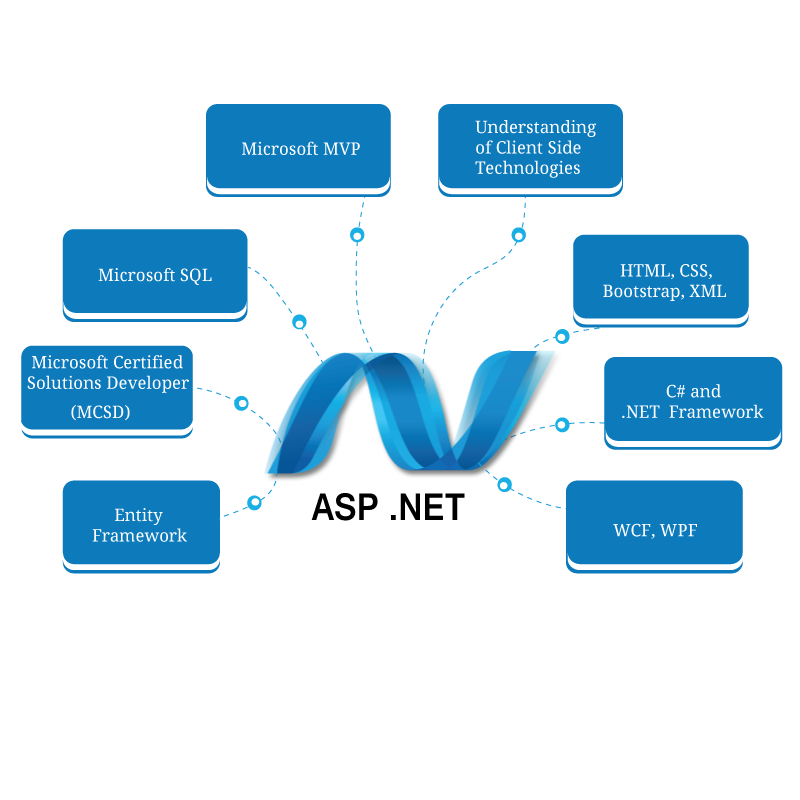 Microsoft MVP
Understanding
of Client Side
Technologies
Microsoft SQL
HTML, CSS,
Bootstrap, XML
Microsoft Certified
Solutions Developer
(MCSD)
C# and
.NET Framework
Entity
Framework
WCF, WPF
ASP .NET